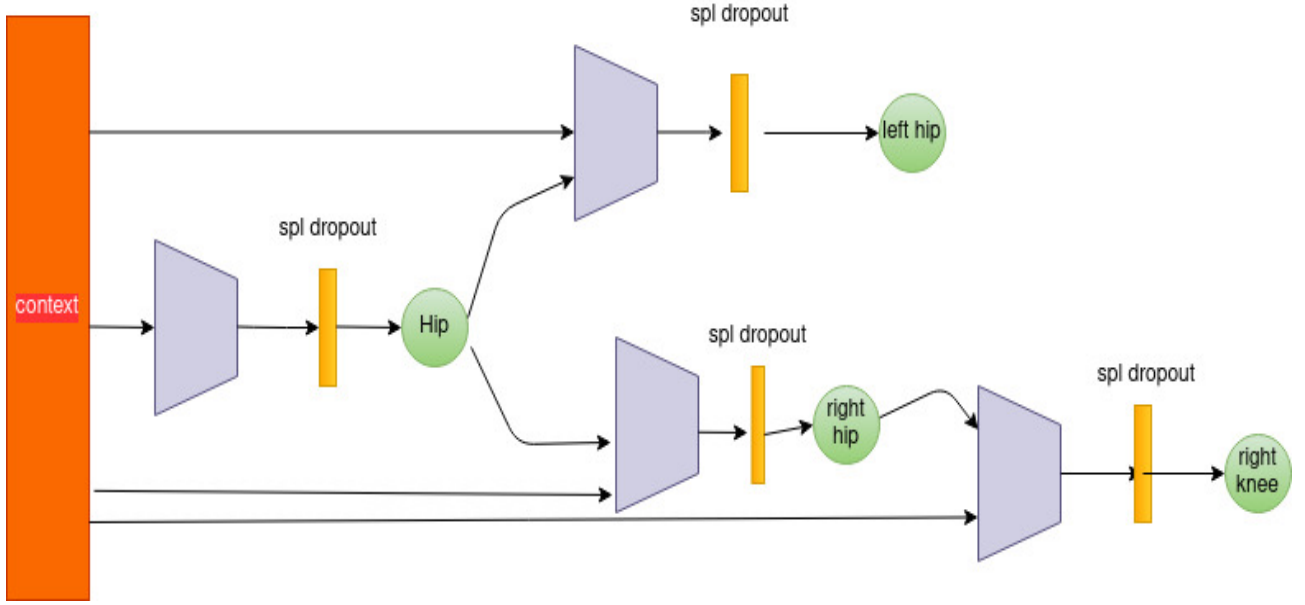 spl dropout
left hip
spl dropout
context
Hip
spl dropout
right
hip
spl dropout
right
knee